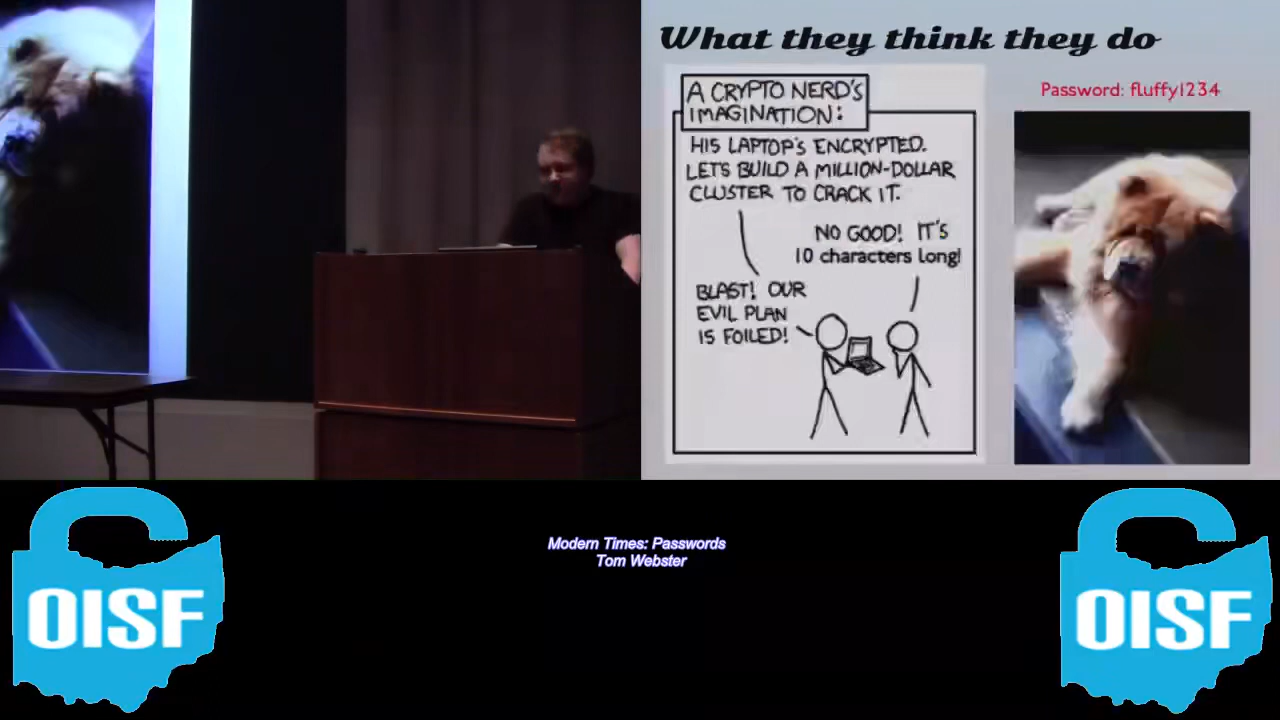 What they think they do
Password: fluffy1234
A CRYPTO NERD'S
IMAGINATION:
HIS LAPTOP'S ENCRYPTED.
LET'S BUILD A MILLION-DOLLAR
CLUSTER TO CRACK IT.
NO GOOD! IT'S
10 characters long!
BLAST! OUR
EVIL PLAN
IS FOILED!
Modern Times: Passwords
Tom Webster
OISF
OISF